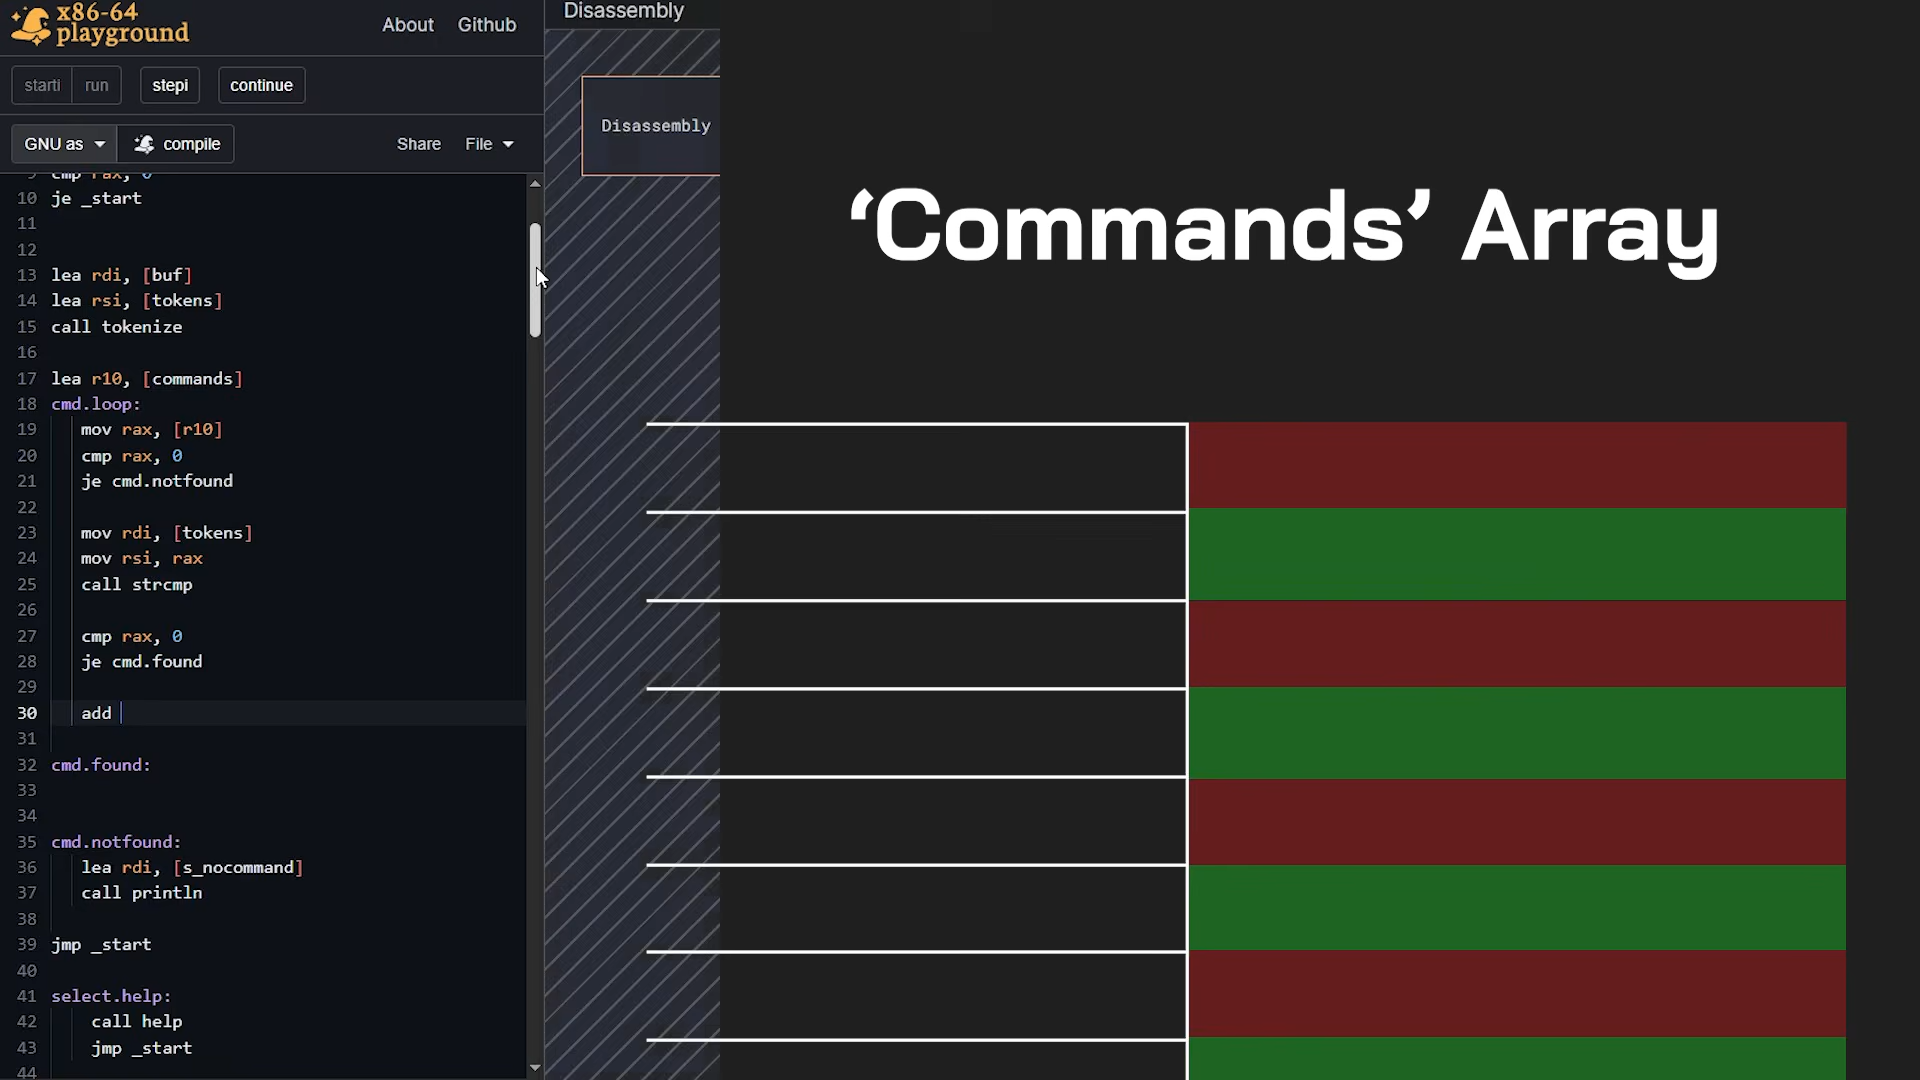 x86-64
playground
About Github
starti run stepi continue
GNU as compile Share File
9 cmp rax, 0
10 je _start
11
12
13 lea rdi, [buf]
14 lea rsi, [tokens]
15 call tokenize
16
17 lea r10, [commands]
18 cmd.loop:
19 mov rax, [r10]
20 cmp rax, 0
21 je cmd.notfound
22
23 mov rdi, [tokens]
24 mov rsi, rax
25 call strcmp
26
27 cmp rax, 0
28 je cmd.found
29
30 add
31
32 cmd.found:
33
34
35 cmd.notfound:
36 lea rdi, [s_nocommand]
37 call println
38
39 jmp _start
40
41 select.help:
42 call help
43 jmp _start
44
Disassembly
Disassembly
‘Commands’ Array